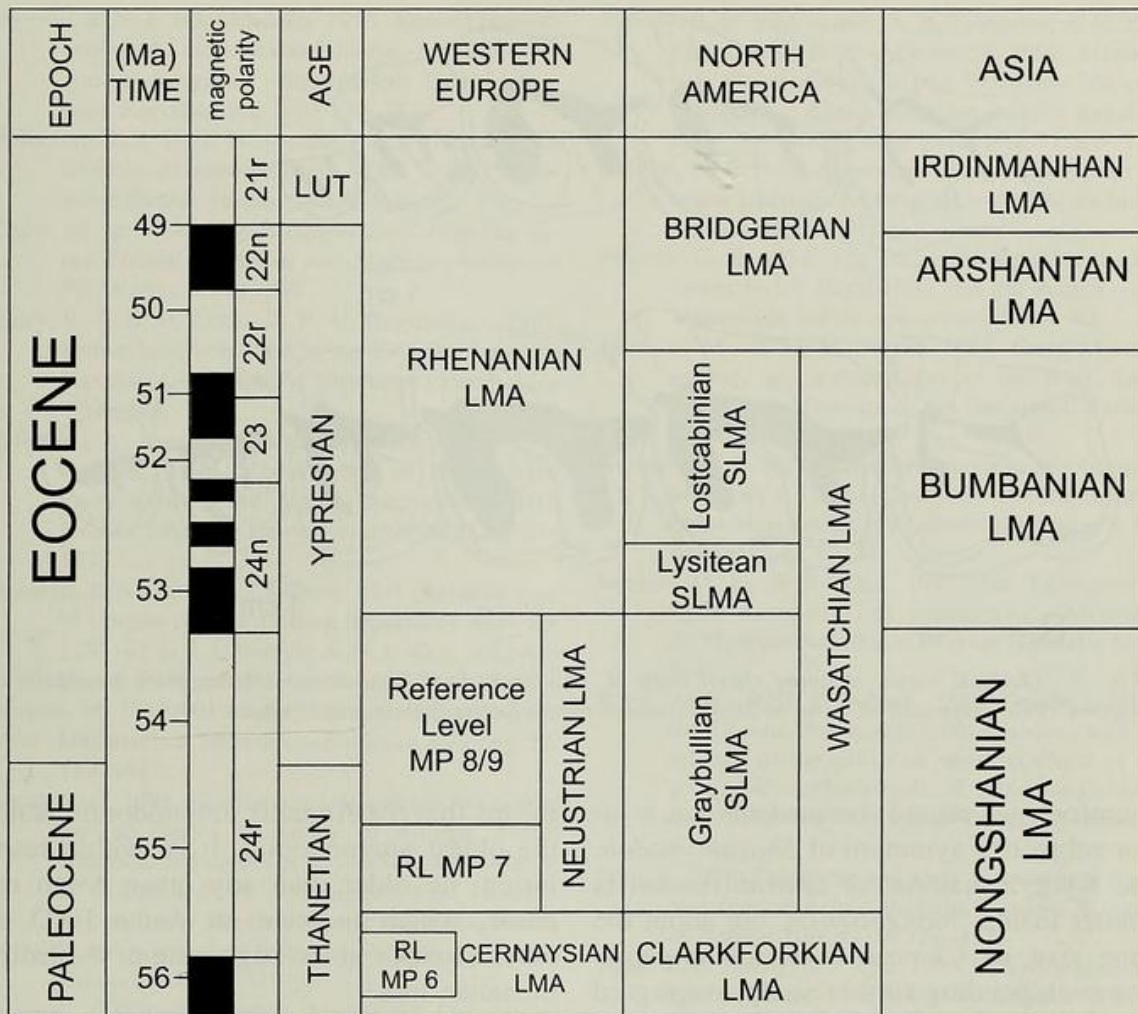 EPOCH
(Ma)
TIME
magnetic
polarity
AGE
WESTERN
EUROPE
NORTH
AMERICA
ASIA
EOCENE
PALEOCENE
49
50
51
52
53
54
55
56
21r
22n
22r
23
24n
24r
LUT
YPRESIAN
THANETIAN
RHENANIAN
LMA
Reference
Level
MP 8/9
RL MP 7
NEUSTRIAN LMA
RL
MP 6
CERNAYSIAN
LMA
BRIDGERIAN
LMA
Lostcabinian
SLMA
Lysitean
SLMA
Graybullian
SLMA
WASATCHIAN LMA
CLARKFORKIAN
LMA
IRDINMANHAN
LMA
ARSHANTAN
LMA
BUMBANIAN
LMA
NONGSHANIAN
LMA